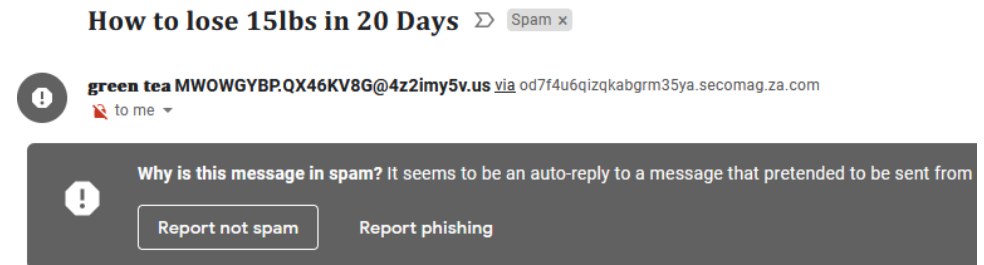 How to lose 15lbs in 20 Days Spam ×
green tea MWOWGYBP.QX46KV8G@4z2imy5v.us via od7f4u6qizqkabgrm35ya.secomag.za.com
to me
Why is this message in spam? It seems to be an auto-reply to a message that pretended to be sent from
Report not spam Report phishing